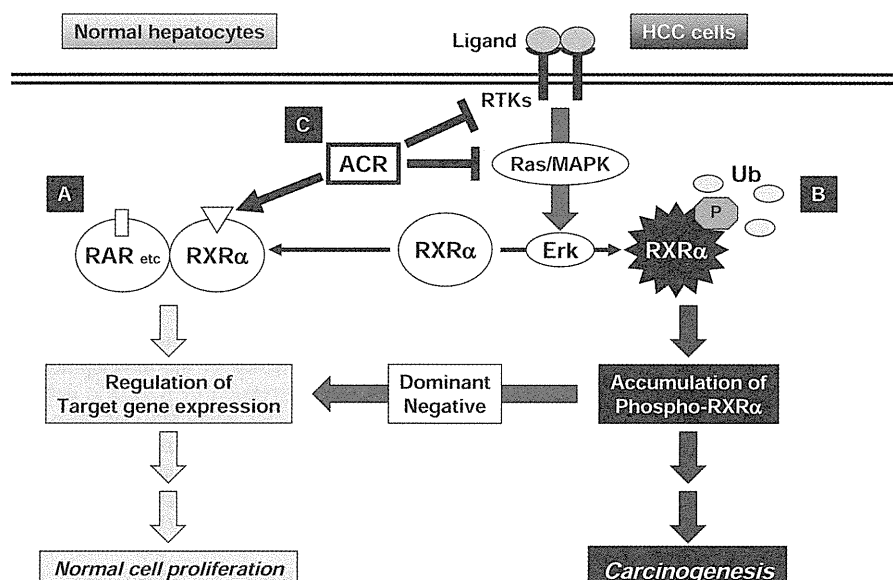 Normal hepatocytes
Ligand
HCC cells
RTKs
C
ACR
Ras/MAPK
Ub
A
B
P
RAR etc
RXRα
RXRα
Erk
RXRα
Regulation of
Target gene expression
Dominant
Negative
Accumulation of
Phospho-RXRα
Normal cell proliferation
Carcinogenesis